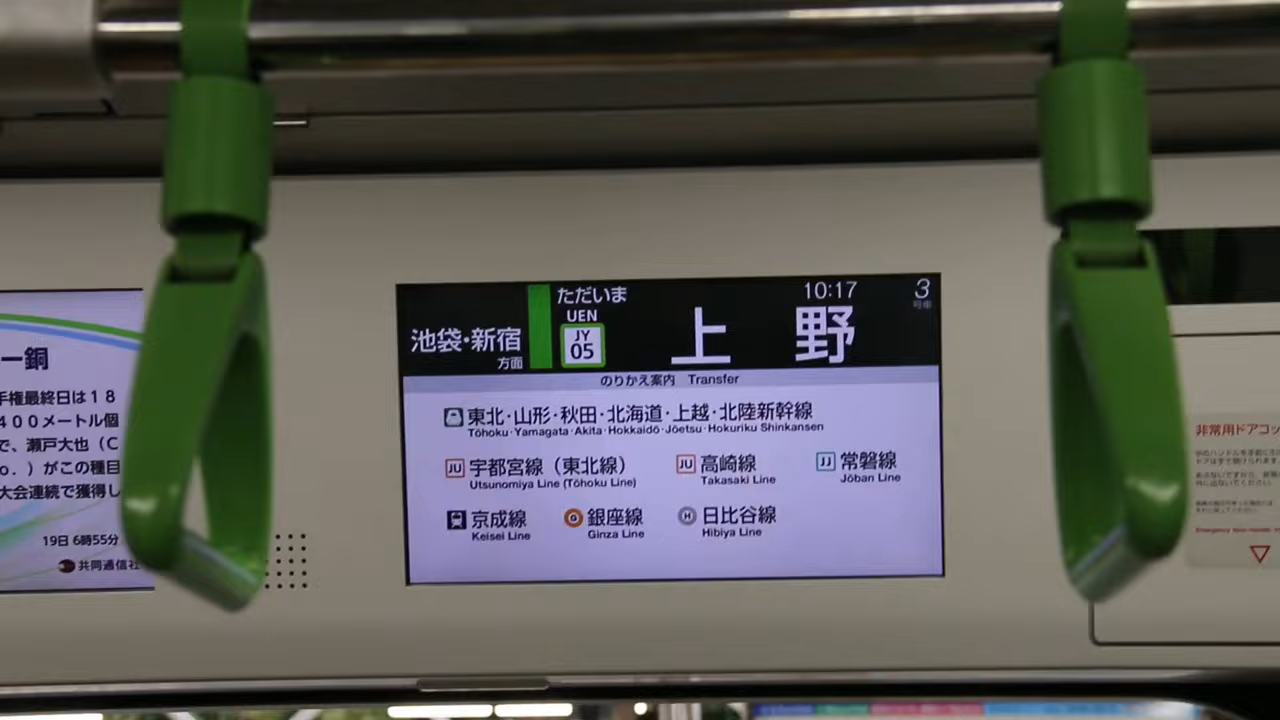 一銅
手権最終日は18
400メートル個
で、瀬戸大也（C
o．）がこの種目
大会連続で獲得し
19日 6時55分
共同通信社
池袋・新宿
方面
ただいま
UEN
JY
05
上野
10:17
3
号車
のりかえ案内 Transfer
東北・山形・秋田・北海道・上越・北陸新幹線
Tōhoku・Yamagata・Akita・Hokkaidō・Jōetsu・Hokuriku Shinkansen
JU 宇都宮線（東北線）
Utsunomiya Line (Tōhoku Line)
JU 高崎線
Takasaki Line
JJ 常磐線
Jōban Line
京成線
Keisei Line
G 銀座線
Ginza Line
H 日比谷線
Hibiya Line
非常用ドアコッ